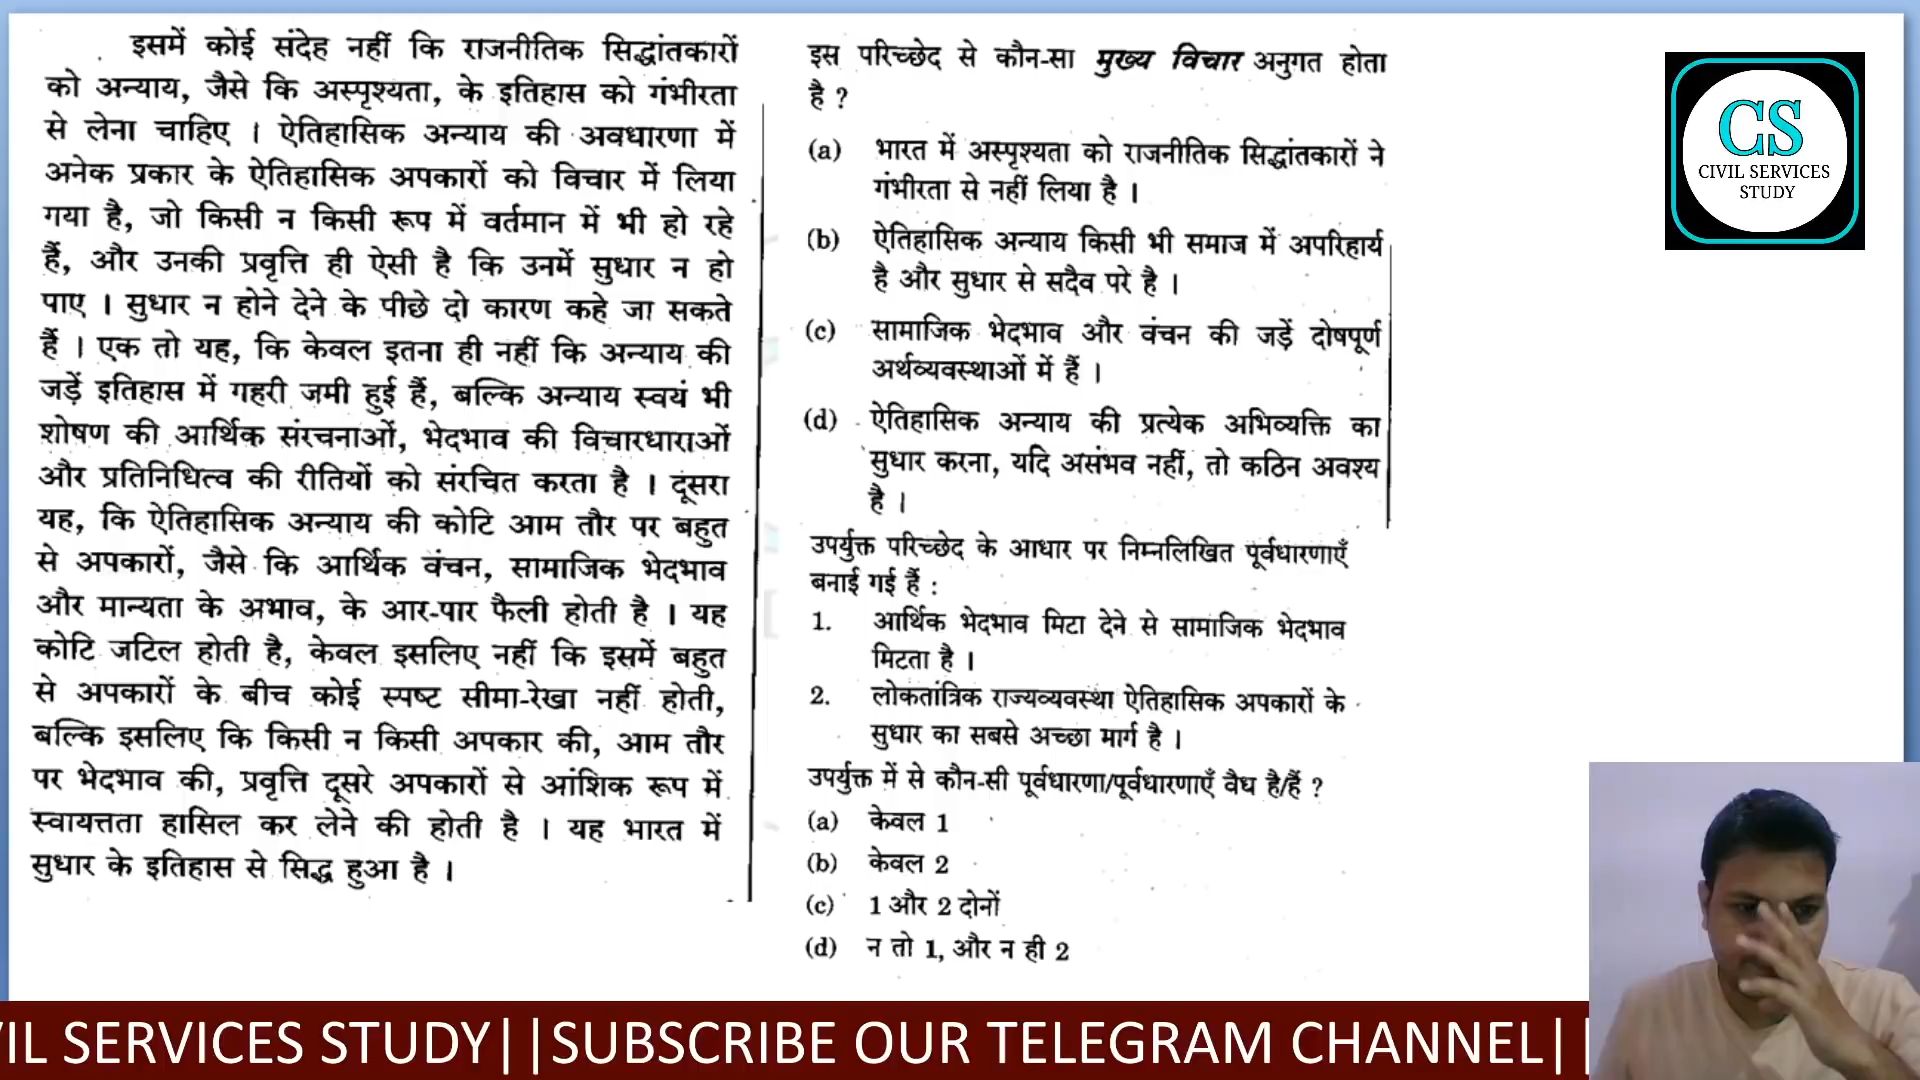 इसमें कोई संदेह नहीं कि राजनीतिक सिद्धांतकारों
को अन्याय, जैसे कि अस्पृश्यता, के इतिहास को गंभीरता
से लेना चाहिए । ऐतिहासिक अन्याय की अवधारणा में
अनेक प्रकार के ऐतिहासिक अपकारों को विचार में लिया
गया है, जो किसी न किसी रूप में वर्तमान में भी हो रहे
हैं, और उनकी प्रवृत्ति ही ऐसी है कि उनमें सुधार न हो
पाए । सुधार न होने देने के पीछे दो कारण कहे जा सकते
हैं । एक तो यह, कि केवल इतना ही नहीं कि अन्याय की
जड़ें इतिहास में गहरी जमी हुई हैं, बल्कि अन्याय स्वयं भी
शोषण की आर्थिक संरचनाओं, भेदभाव की विचारधाराओं
और प्रतिनिधित्व की रीतियों को संरचित करता है । दूसरा
यह, कि ऐतिहासिक अन्याय की कोटि आम तौर पर बहुत
से अपकारों, जैसे कि आर्थिक वंचन, सामाजिक भेदभाव
और मान्यता के अभाव, के आर-पार फैली होती है । यह
कोटि जटिल होती है, केवल इसलिए नहीं कि इसमें बहुत
से अपकारों के बीच कोई स्पष्ट सीमा-रेखा नहीं होती,
बल्कि इसलिए कि किसी न किसी अपकार की, आम तौर
पर भेदभाव की, प्रवृत्ति दूसरे अपकारों से आंशिक रूप में
स्वायत्तता हासिल कर लेने की होती है । यह भारत में
सुधार के इतिहास से सिद्ध हुआ है ।
इस परिच्छेद से कौन-सा मुख्य विचार अनुगत होता
है ?
(a) भारत में अस्पृश्यता को राजनीतिक सिद्धांतकारों ने
गंभीरता से नहीं लिया है ।
(b) ऐतिहासिक अन्याय किसी भी समाज में अपरिहार्य
है और सुधार से सदैव परे है ।
(c) सामाजिक भेदभाव और वंचन की जड़ें दोषपूर्ण
अर्थव्यवस्थाओं में हैं ।
(d) ऐतिहासिक अन्याय की प्रत्येक अभिव्यक्ति का
सुधार करना, यदि असंभव नहीं, तो कठिन अवश्य
है ।
उपर्युक्त परिच्छेद के आधार पर निम्नलिखित पूर्वधारणाएँ
बनाई गई हैं :
1. आर्थिक भेदभाव मिटा देने से सामाजिक भेदभाव
मिटता है ।
2. लोकतांत्रिक राज्यव्यवस्था ऐतिहासिक अपकारों के
सुधार का सबसे अच्छा मार्ग है ।
उपर्युक्त में से कौन-सी पूर्वधारणा/पूर्वधारणाएँ वैध है/हैं ?
(a) केवल 1
(b) केवल 2
(c) 1 और 2 दोनों
(d) न तो 1, और न ही 2
CS
CIVIL SERVICES
STUDY
IL SERVICES STUDY||SUBSCRIBE OUR TELEGRAM CHANNEL||